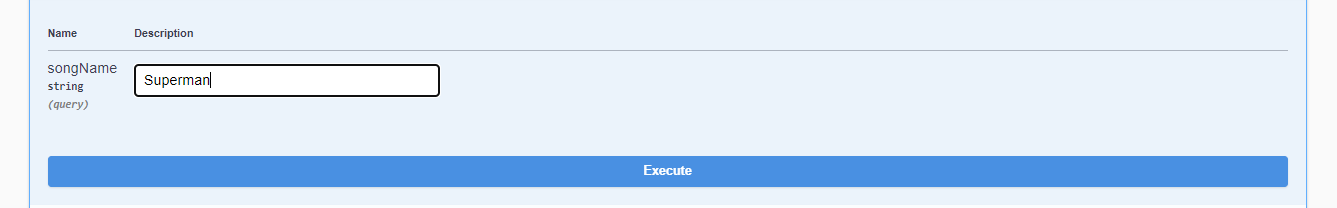 Name Description
songName
string
(query)
Superman
Execute